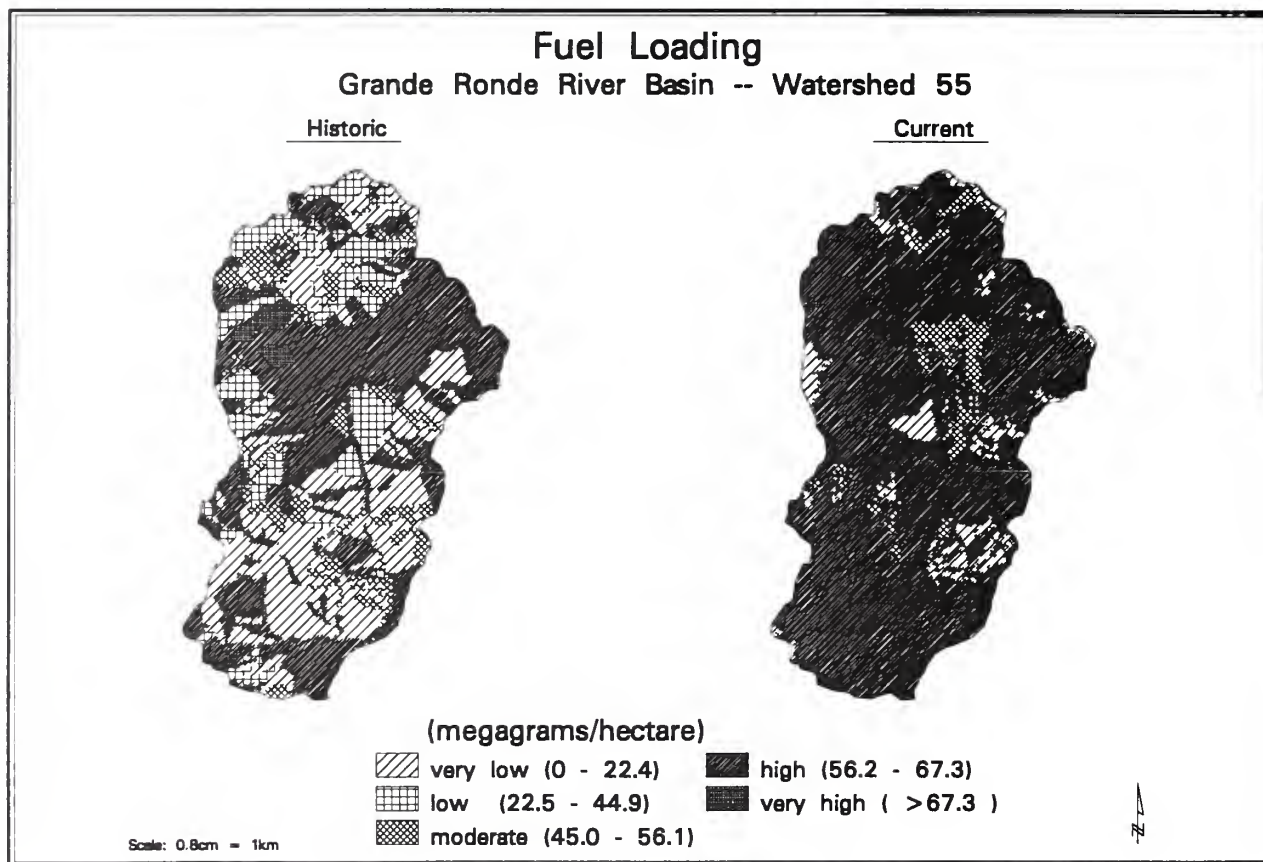 Fuel Loading
Grande Ronde River Basin -- Watershed 55
Historic
Current
(megagrams/hectare)
very low (0 - 22.4)
low (22.5 - 44.9)
moderate (45.0 - 56.1)
high (56.2 - 67.3)
very high ( >67.3 )
Scale: 0.8cm = 1km
N